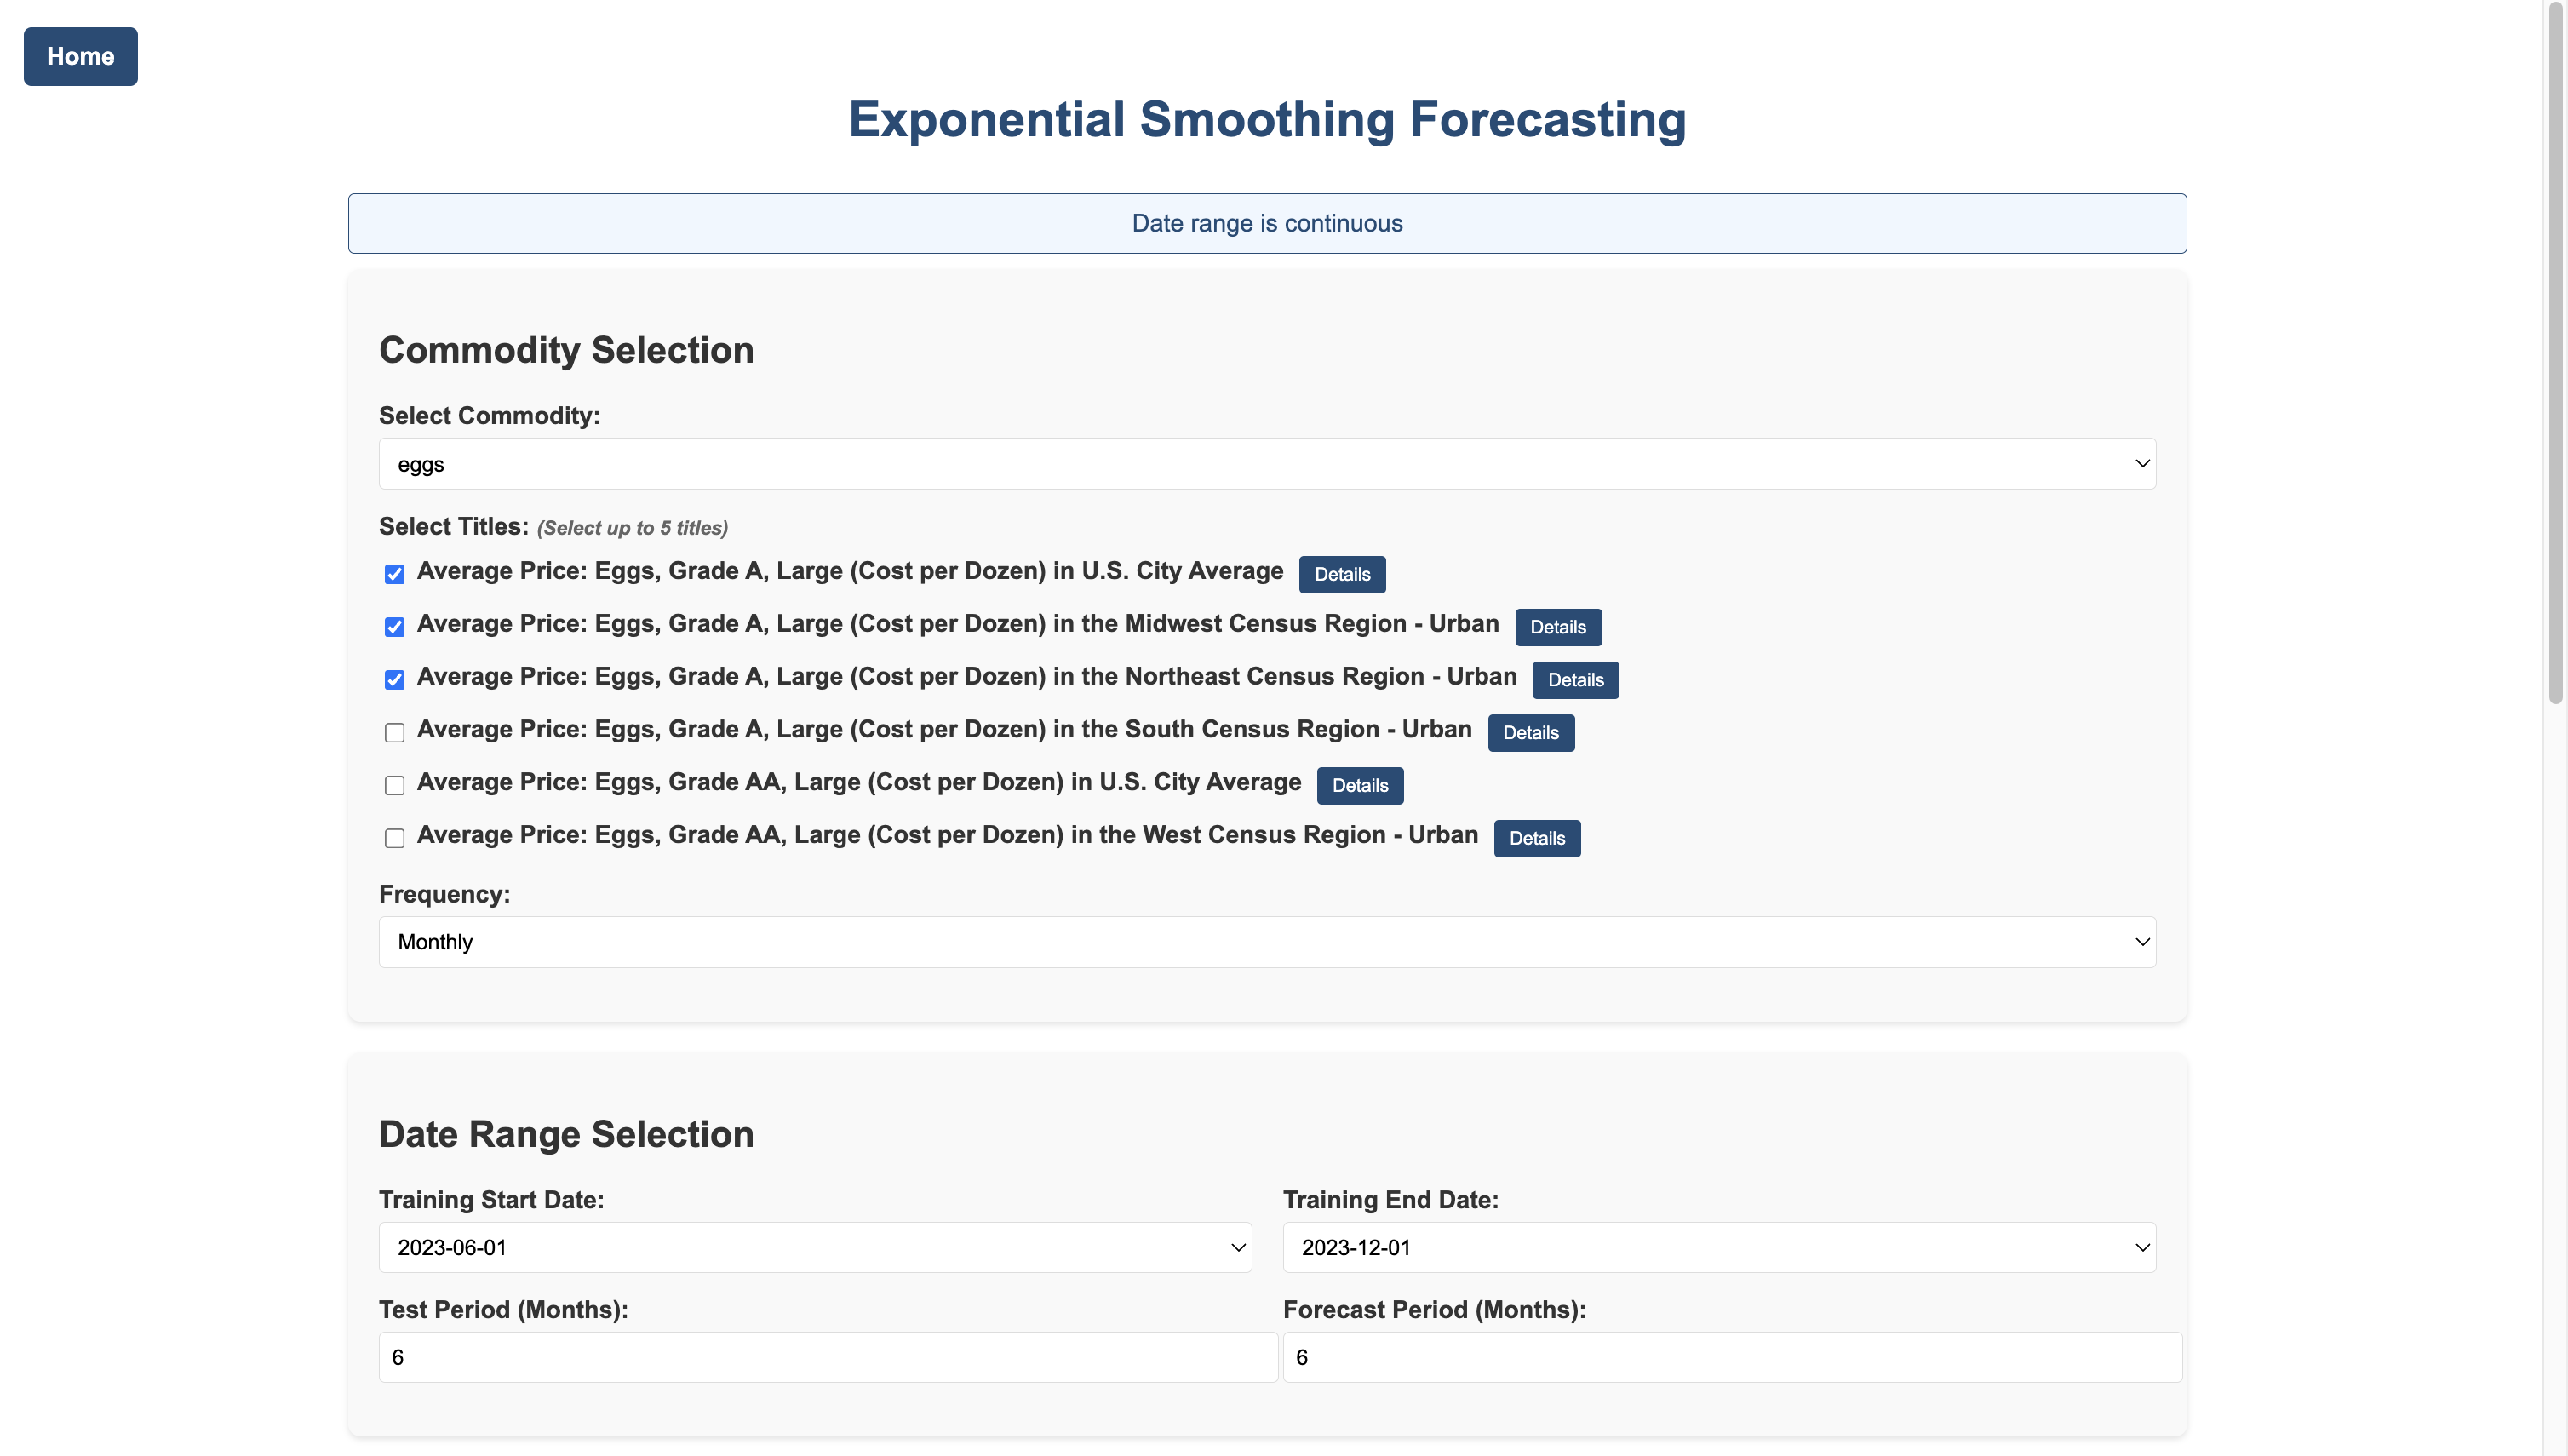 Home
Exponential Smoothing Forecasting
Date range is continuous
Commodity Selection
Select Commodity:
eggs
Select Titles: (Select up to 5 titles)
Average Price: Eggs, Grade A, Large (Cost per Dozen) in U.S. City Average Details
Average Price: Eggs, Grade A, Large (Cost per Dozen) in the Midwest Census Region - Urban Details
Average Price: Eggs, Grade A, Large (Cost per Dozen) in the Northeast Census Region - Urban Details
Average Price: Eggs, Grade A, Large (Cost per Dozen) in the South Census Region - Urban Details
Average Price: Eggs, Grade AA, Large (Cost per Dozen) in U.S. City Average Details
Average Price: Eggs, Grade AA, Large (Cost per Dozen) in the West Census Region - Urban Details
Frequency:
Monthly
Date Range Selection
Training Start Date: Training End Date:
2023-06-01 2023-12-01
Test Period (Months): Forecast Period (Months):
6 6